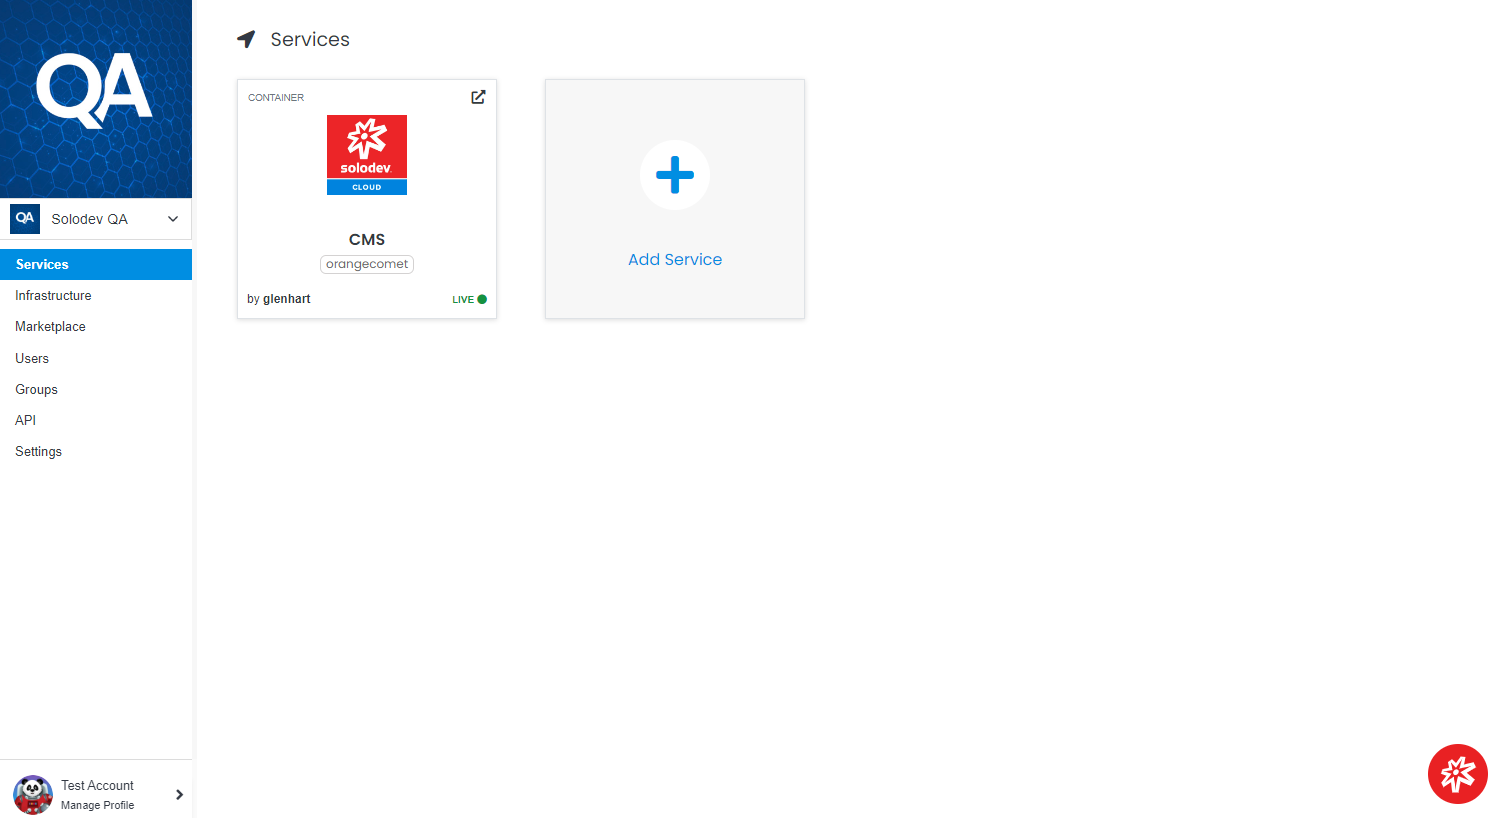 QA
QA Solodev QA
Services
Infrastructure
Marketplace
Users
Groups
API
Settings
Test Account
Manage Profile
Services
CONTAINER
solodev
CLOUD
CMS
orangecomet
by glenhart LIVE
Add Service